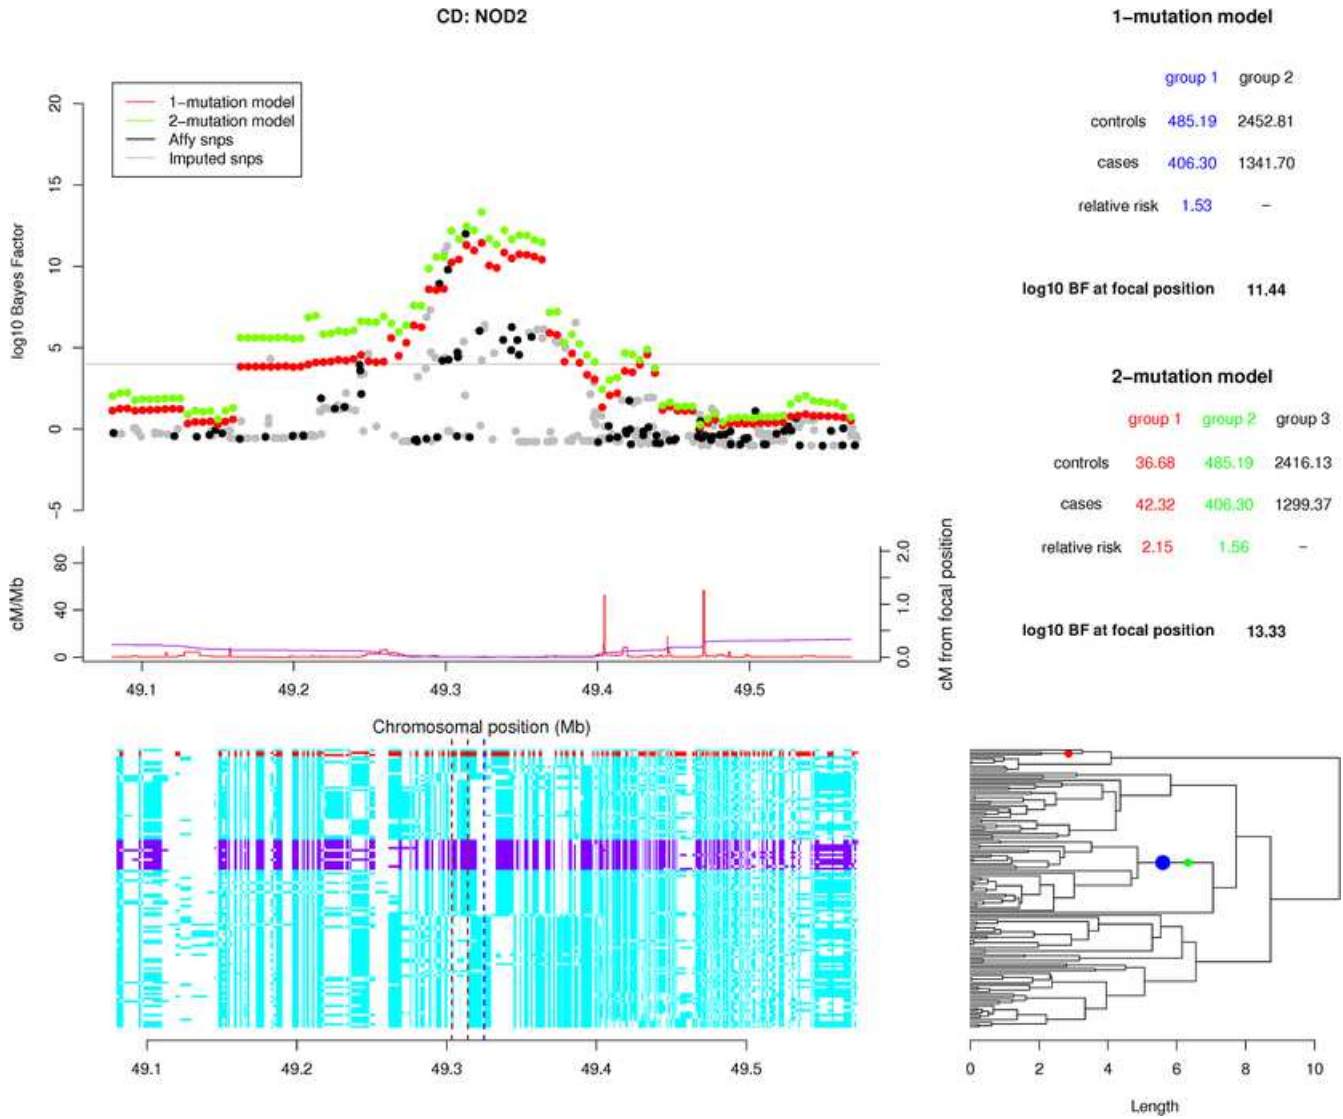 CD: NOD2
1−mutation model
2−mutation model
Affy snps
Imputed snps
log10 Bayes Factor
20
15
10
5
0
−5
cM/Mb
80
40
0
cM from focal position
2.0
1.0
0.0
49.1 49.2 49.3 49.4 49.5
Chromosomal position (Mb)
49.1 49.2 49.3 49.4 49.5
1−mutation model
group 1 group 2
controls 485.19 2452.81
cases 406.30 1341.70
relative risk 1.53 −
log10 BF at focal position 11.44
2−mutation model
group 1 group 2 group 3
controls 36.68 485.19 2416.13
cases 42.32 406.30 1299.37
relative risk 2.15 1.56 −
log10 BF at focal position 13.33
0 2 4 6 8 10
Length